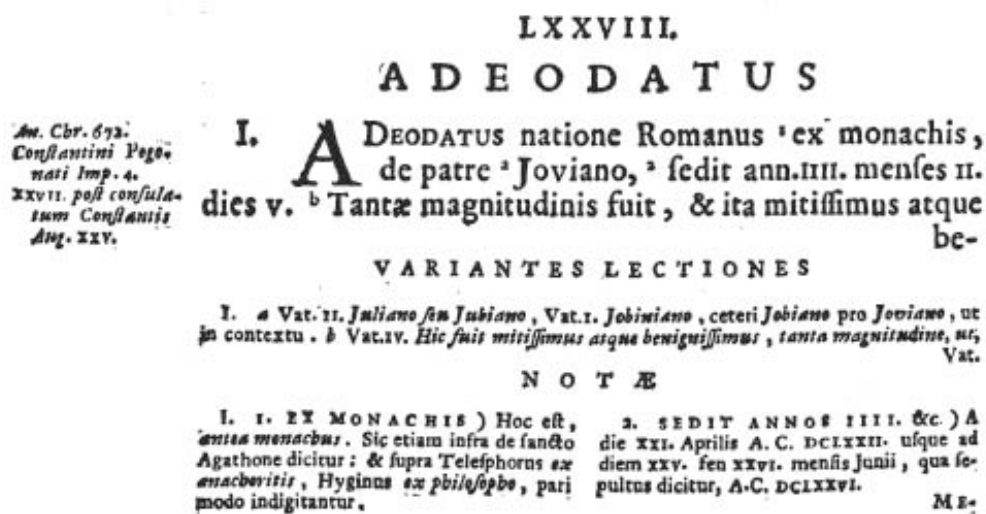 LXXVIII.
ADEODATUS
An. Chr. 672.
Conſtantini Pogo-
nati Imp. 4.
XXVII. poſt conſula-
tum Conſtantis
Aug. XXV.
I. ADEODATUS natione Romanus ¹ ex monachis,
de patre ᵃ Joviano, ² ſedit ann.IIII. menſes II.
dies V. ᵇ Tantæ magnitudinis fuit, & ita mitiſſimus atque
be-
VARIANTES LECTIONES
I. a Vat. II. Juliano ſeu Jubiano, Vat.I. Jobiniano, ceteri Jobiano pro Joviano, ut
in contextu. b Vat.IV. Hic fuit mitiſſimus atque benigniſſimus, tanta magnitudine, ut,
Vat.
NOTÆ
I. 1. EX MONACHIS) Hoc eſt,
antea monachus. Sic etiam infra de ſancto
Agathone dicitur: & ſupra Teleſphorus ex
anachoritis, Hyginus ex philoſopho, pari
modo indigitantur.
2. SEDIT ANNOS IIII. &c.) A
die XXI. Aprilis A. C. DCLXXII. uſque ad
diem XXV. ſeu XXVI. menſis Junii, qua ſe-
pultus dicitur, A.C. DCLXXVI.
ME-